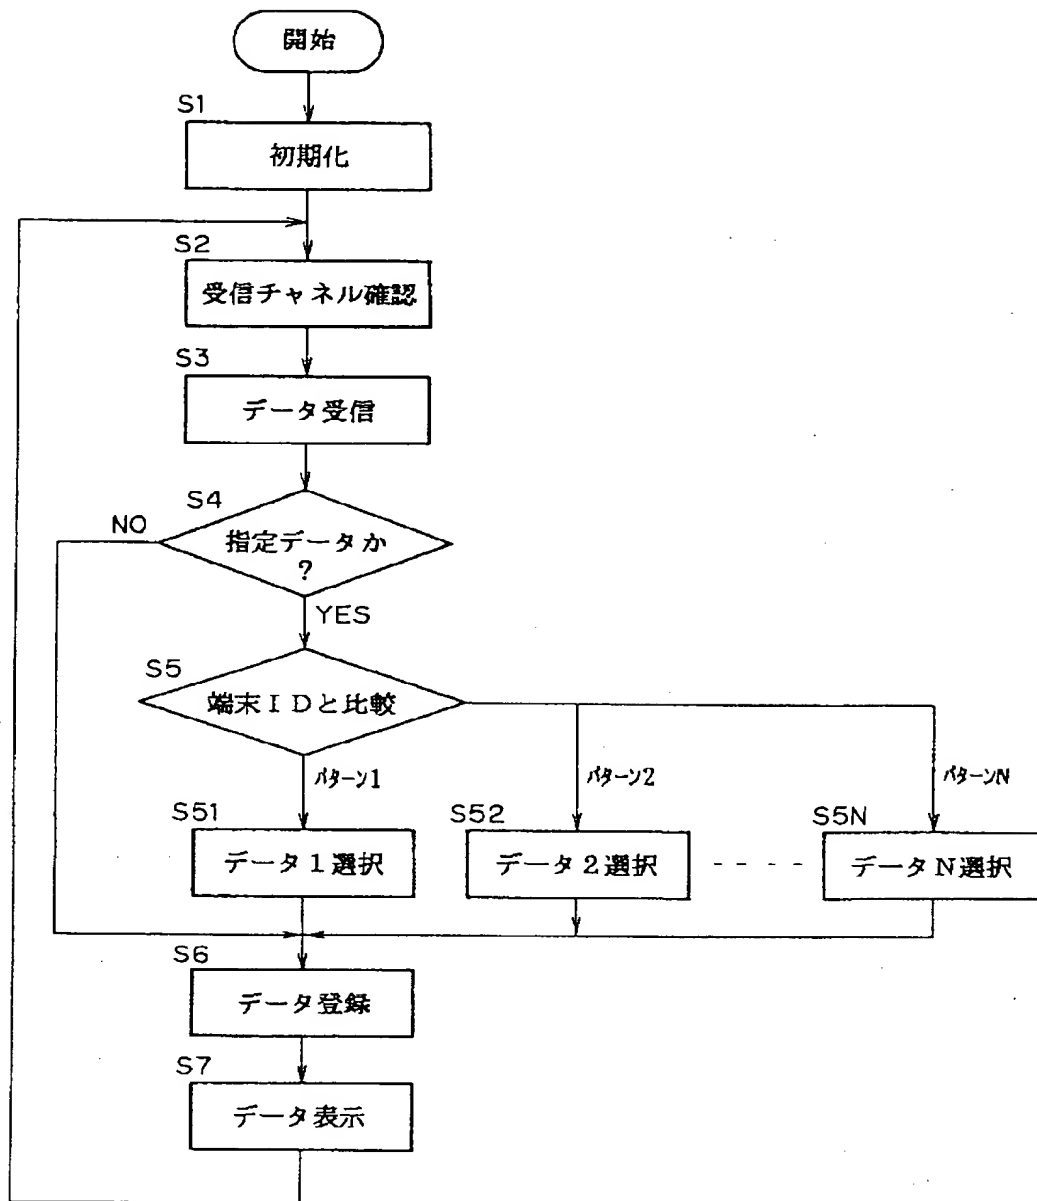 開始
S1
初期化
S2
受信チャネル確認
S3
データ受信
S4
NO
指定データか
?
YES
S5
端末IDと比較
パターン1
パターン2
パターンN
S51
S52
S5N
データ1選択
データ2選択
データN選択
S6
データ登録
S7
データ表示